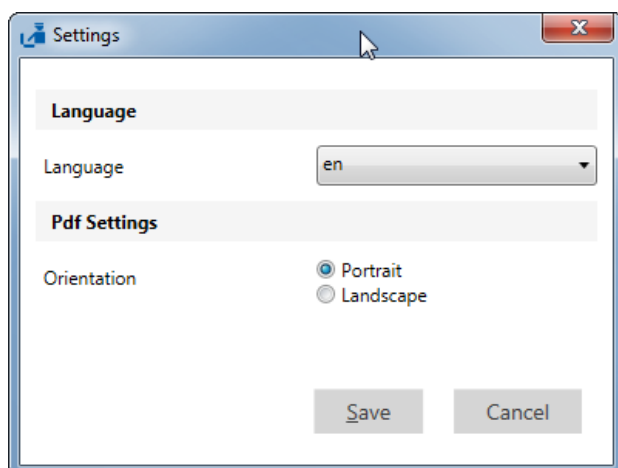 Settings
Language
Language en
Pdf Settings
Orientation Portrait
Landscape
Save Cancel